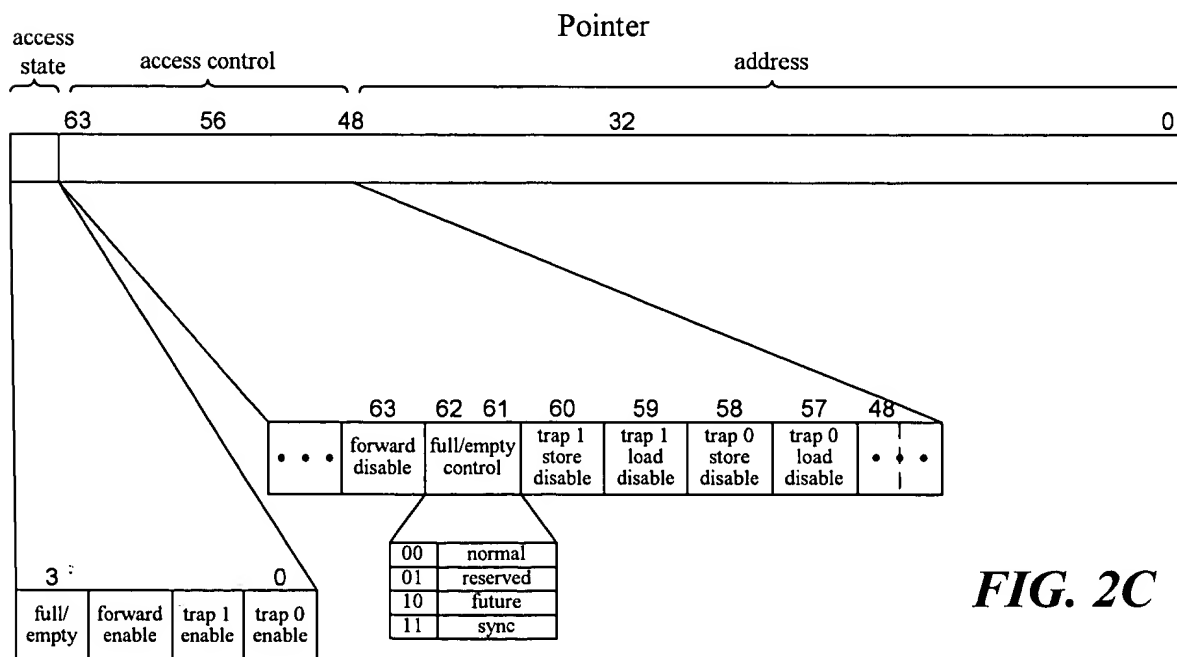 Pointer
access
state
access control
address
63 56 48 32 0
63 62 61 60 59 58 57 48
• • • forward
disable full/empty
control trap 1
store
disable trap 1
load
disable trap 0
store
disable trap 0
load
disable • • •
00 normal
01 reserved
10 future
11 sync
3 0
full/
empty forward
enable trap 1
enable trap 0
enable
FIG. 2C